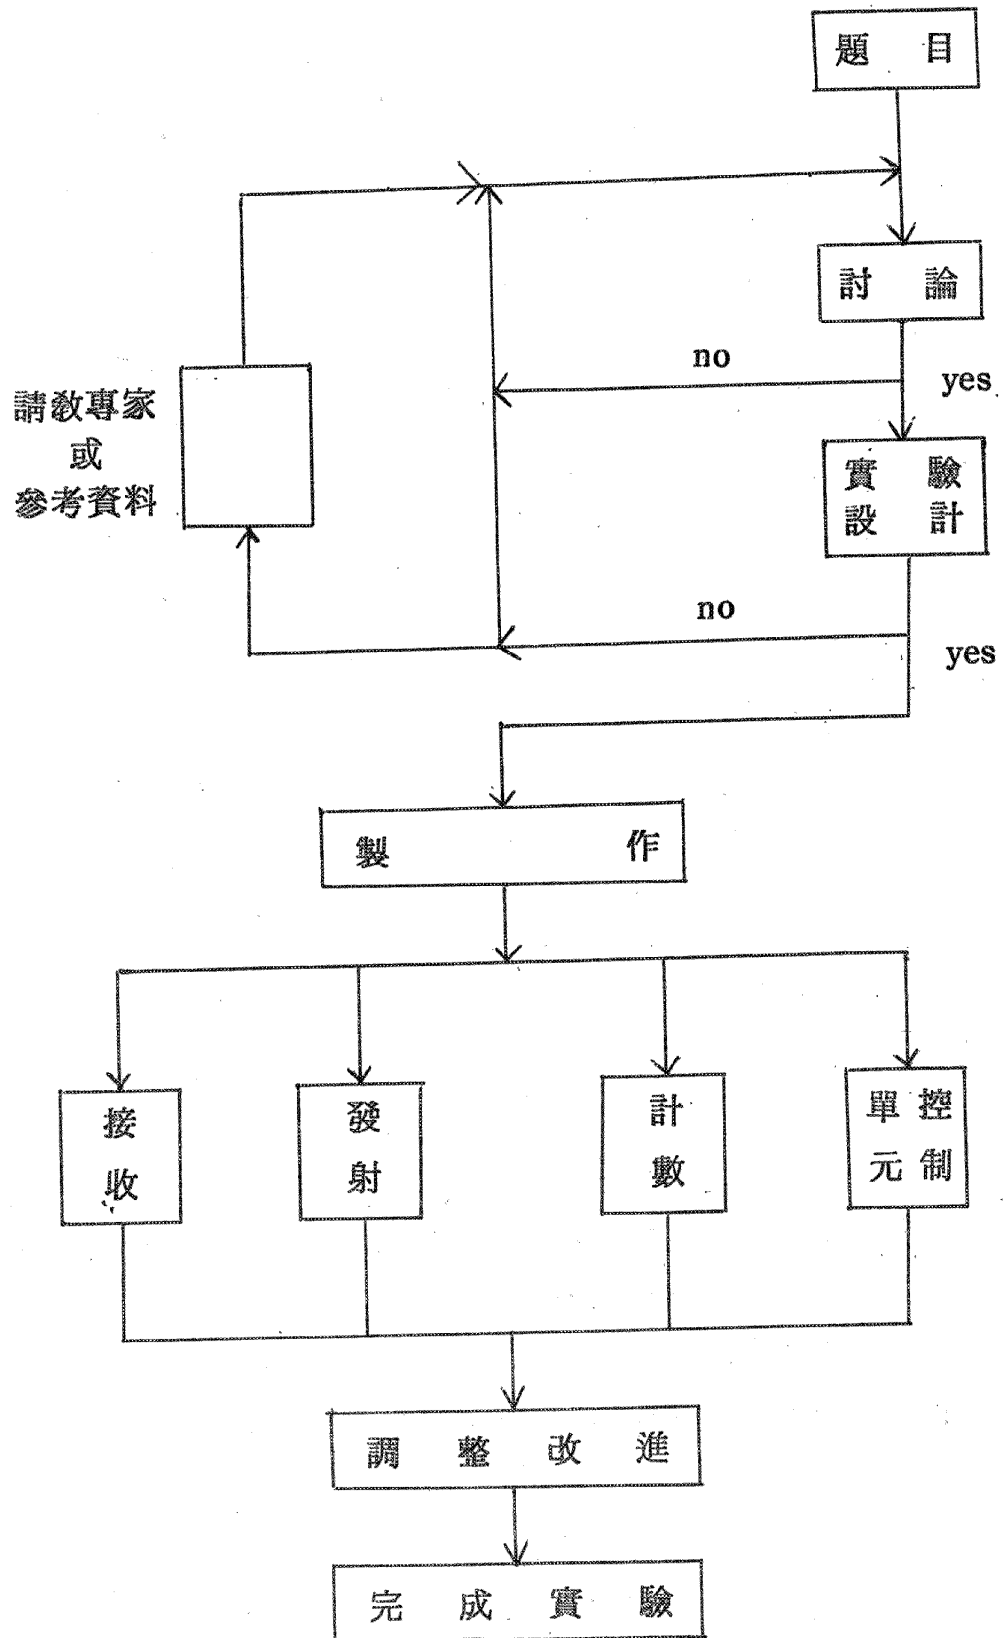 題目
討論
no
yes
請教專家
或
參考資料
實驗
設計
no
yes
製作
接收
發射
計數
控制
單元
調整改進
完成實驗